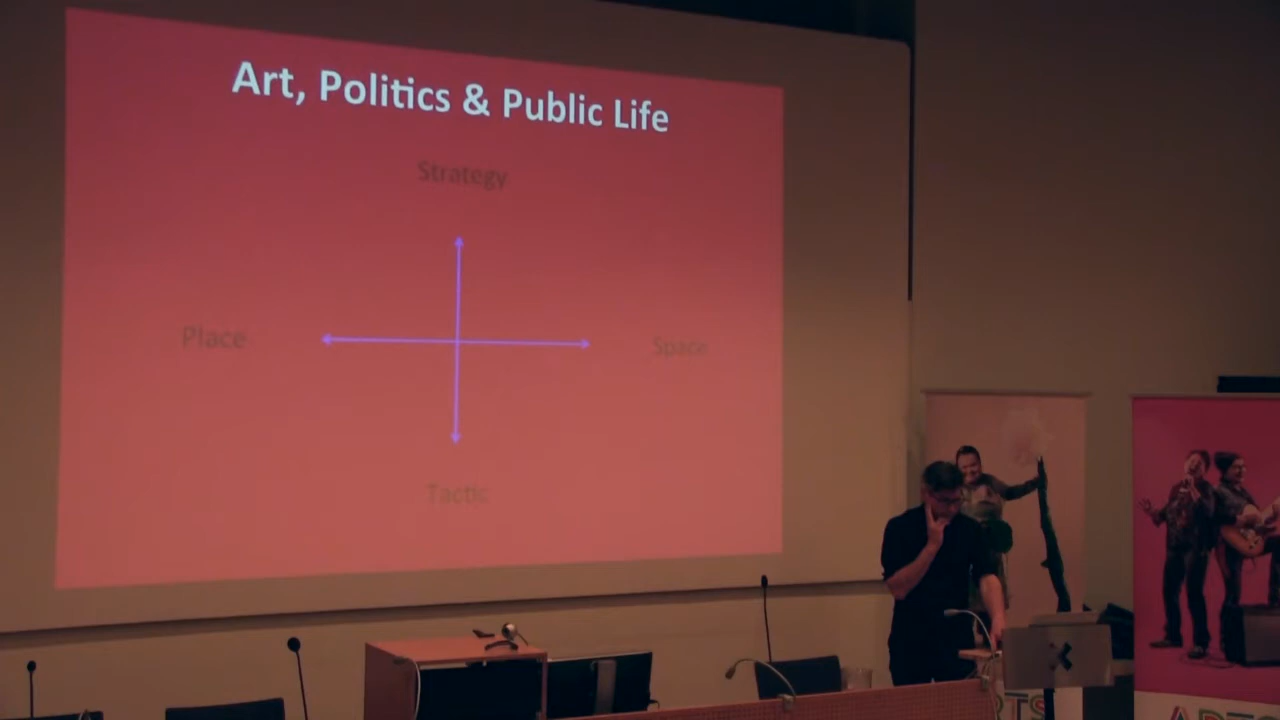 Art, Politics & Public Life
Strategy
Place
Space
Tactic